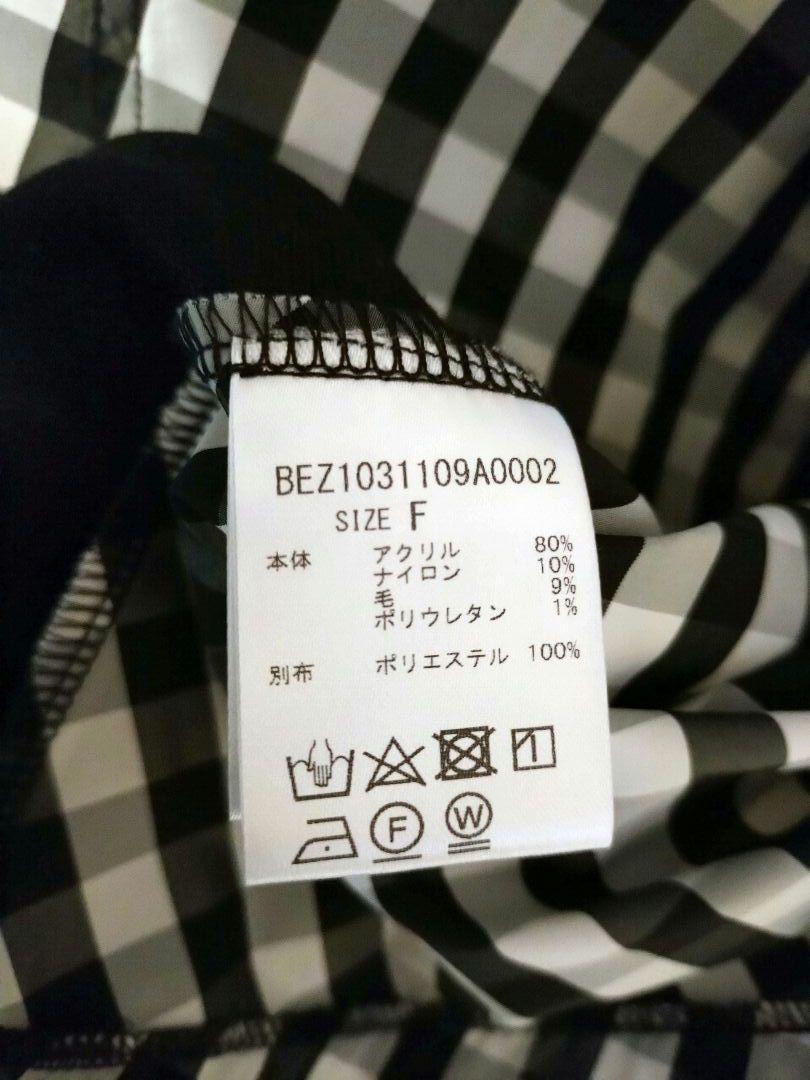 BEZ1031109A0002
SIZE F
本体 アクリル 80%
ナイロン 10%
毛 9%
ポリウレタン 1%
別布 ポリエステル 100%
F W